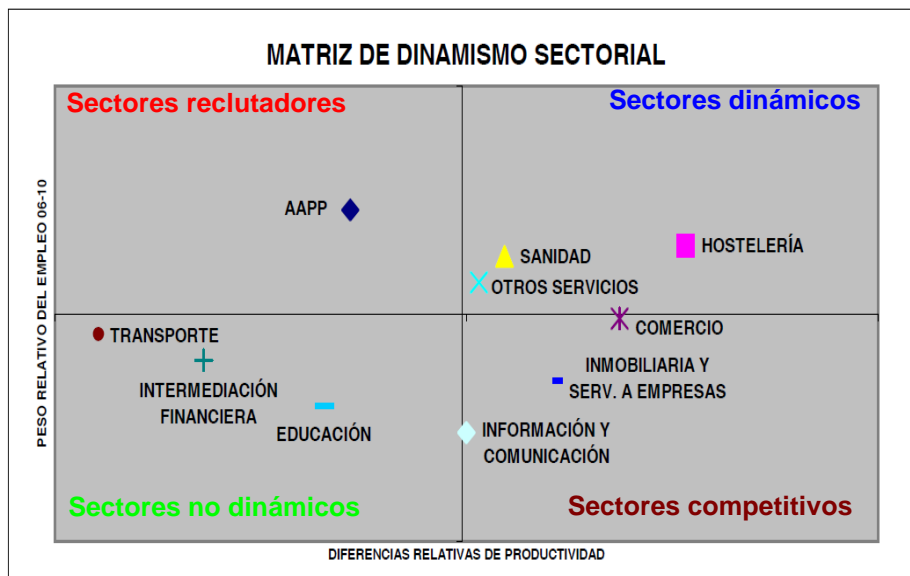 MATRIZ DE DINAMISMO SECTORIAL
Sectores reclutadores
Sectores dinámicos
PESO RELATIVO DEL EMPLEO 06-10
AAPP
HOSTELERÍA
SANIDAD
OTROS SERVICIOS
COMERCIO
TRANSPORTE
INTERMEDIACIÓN
FINANCIERA
INMOBILIARIA Y
SERV. A EMPRESAS
EDUCACIÓN
INFORMACIÓN Y
COMUNICACIÓN
Sectores no dinámicos
Sectores competitivos
DIFERENCIAS RELATIVAS DE PRODUCTIVIDAD